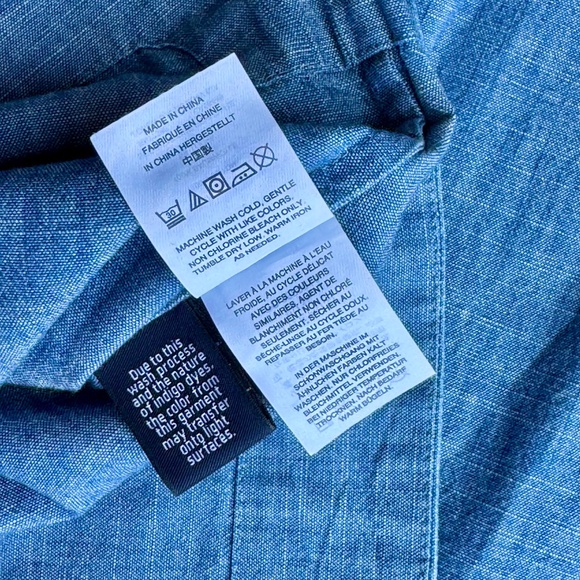 MADE IN CHINA
FABRIQUÉ EN CHINE
IN CHINA HERGESTELLT
中国製
30
MACHINE WASH COLD, GENTLE
CYCLE WITH LIKE COLORS.
NON CHLORINE BLEACH ONLY
TUMBLE DRY LOW WARM IRON
AS NEEDED.
LAVER À LA MACHINE À L'EAU
FROIDE, AU CYCLE DÉLICAT
AVEC DES COULEURS
SIMILAIRES, AGENT DE
BLANCHIMENT NON CHLORÉ
SEULEMENT. SÉCHER AU
SÈCHE-LINGE AU CYCLE DOUX.
REPASSER AU FER TIÈDE AU
BESOIN.
IN DER MASCHINE IM
SCHONWASCHGANG MIT
ÄHNLICHEN FARBEN KALT
WASCHEN. NUR CHLORFREIES
BLEICHMITTEL VERWENDEN.
BEI NIEDRIGER TEMPERATUR
TROCKNEN. NACH BEDARF
WARM BÜGELN.
Due to this
wash process
and the nature
of indigo dyes,
the color from
this garment
may transfer
onto light
surfaces.